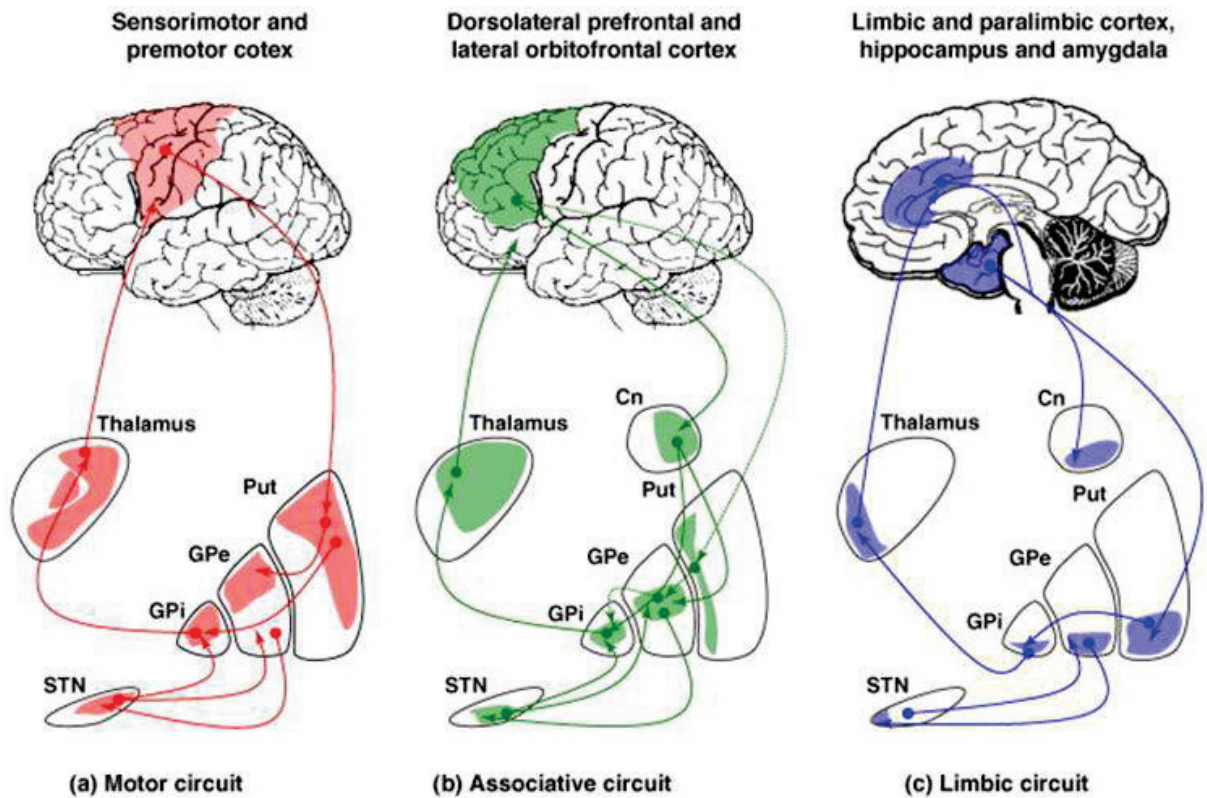 Sensorimotor and
premotor cotex
Dorsolateral prefrontal and
lateral orbitofrontal cortex
Limbic and paralimbic cortex,
hippocampus and amygdala
Thalamus
Put
GPe
GPi
STN
Cn
Thalamus
Put
GPe
GPi
STN
Cn
Put
GPe
GPi
STN
Thalamus
(a) Motor circuit
(b) Associative circuit
(c) Limbic circuit